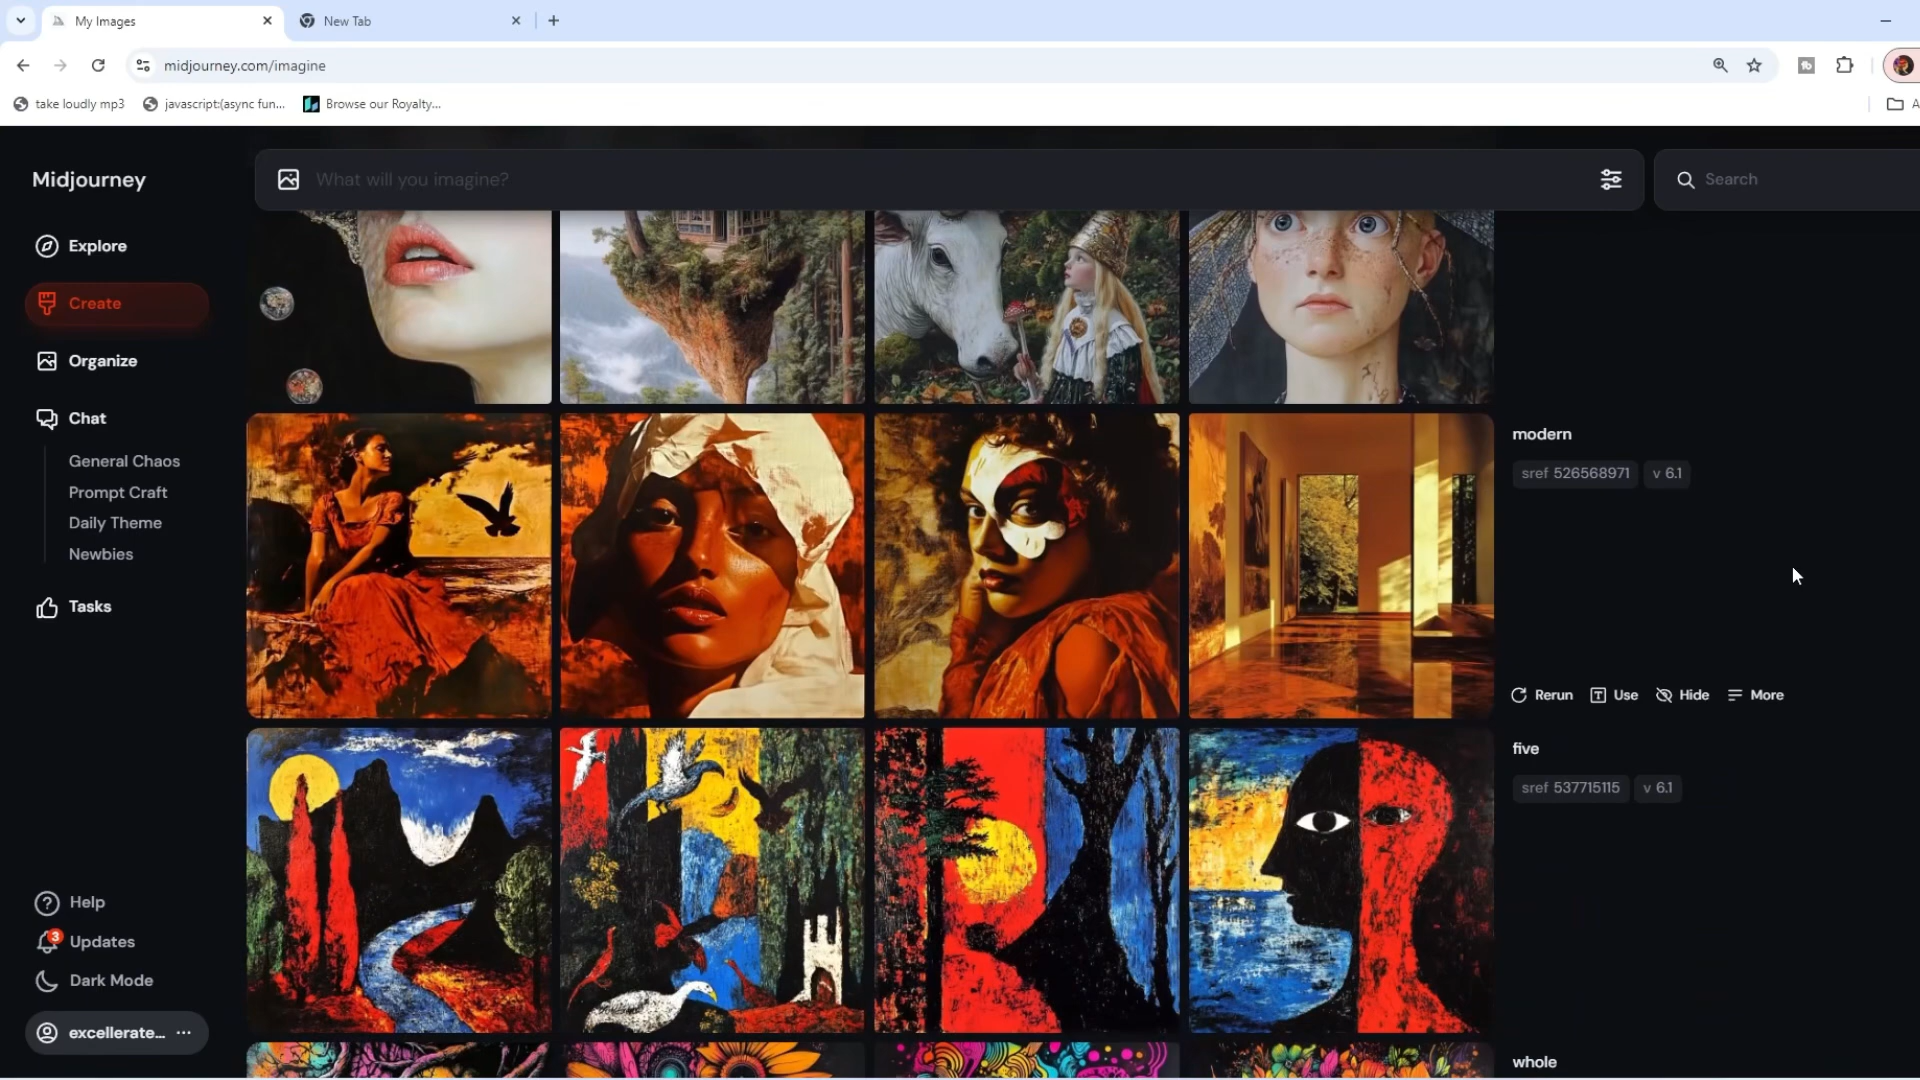 My Images
New Tab
midjourney.com/imagine
take loudly mp3
javascript:(async fun...
Browse our Royalty...
A
Midjourney
What will you imagine?
Search
Explore
Create
Organize
Chat
General Chaos
Prompt Craft
Daily Theme
Newbies
Tasks
modern
sref 526568971
v 6.1
Rerun
Use
Hide
More
five
sref 537715115
v 6.1
whole
Help
3
Updates
Dark Mode
excellerate...